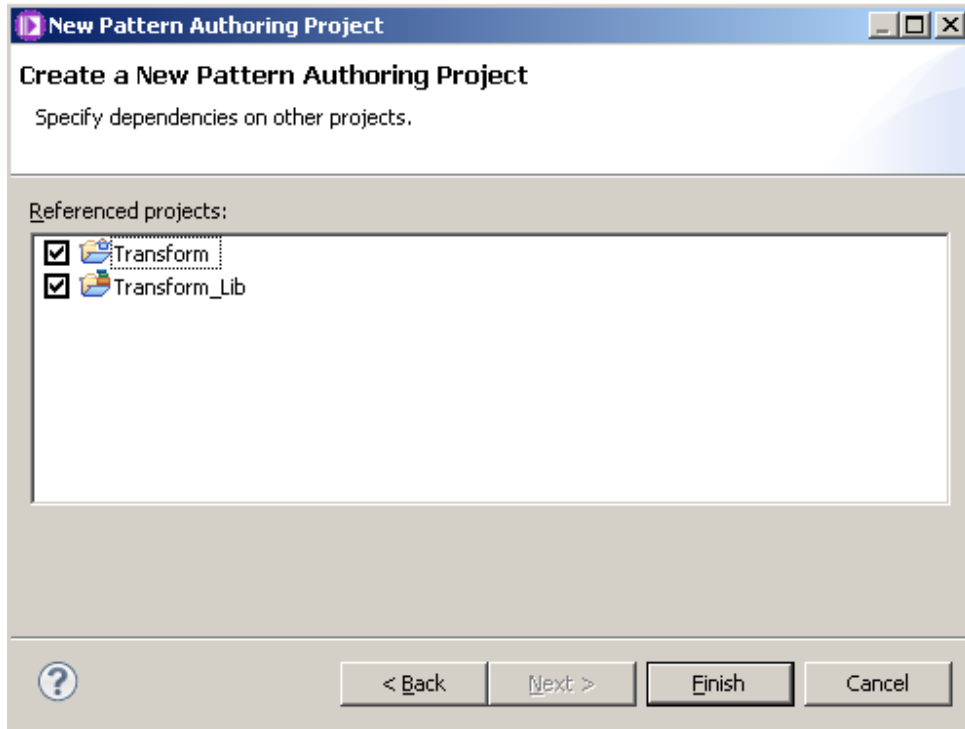 New Pattern Authoring Project
Create a New Pattern Authoring Project
Specify dependencies on other projects.
Referenced projects:
Transform
Transform_Lib
? < Back Next > Finish Cancel